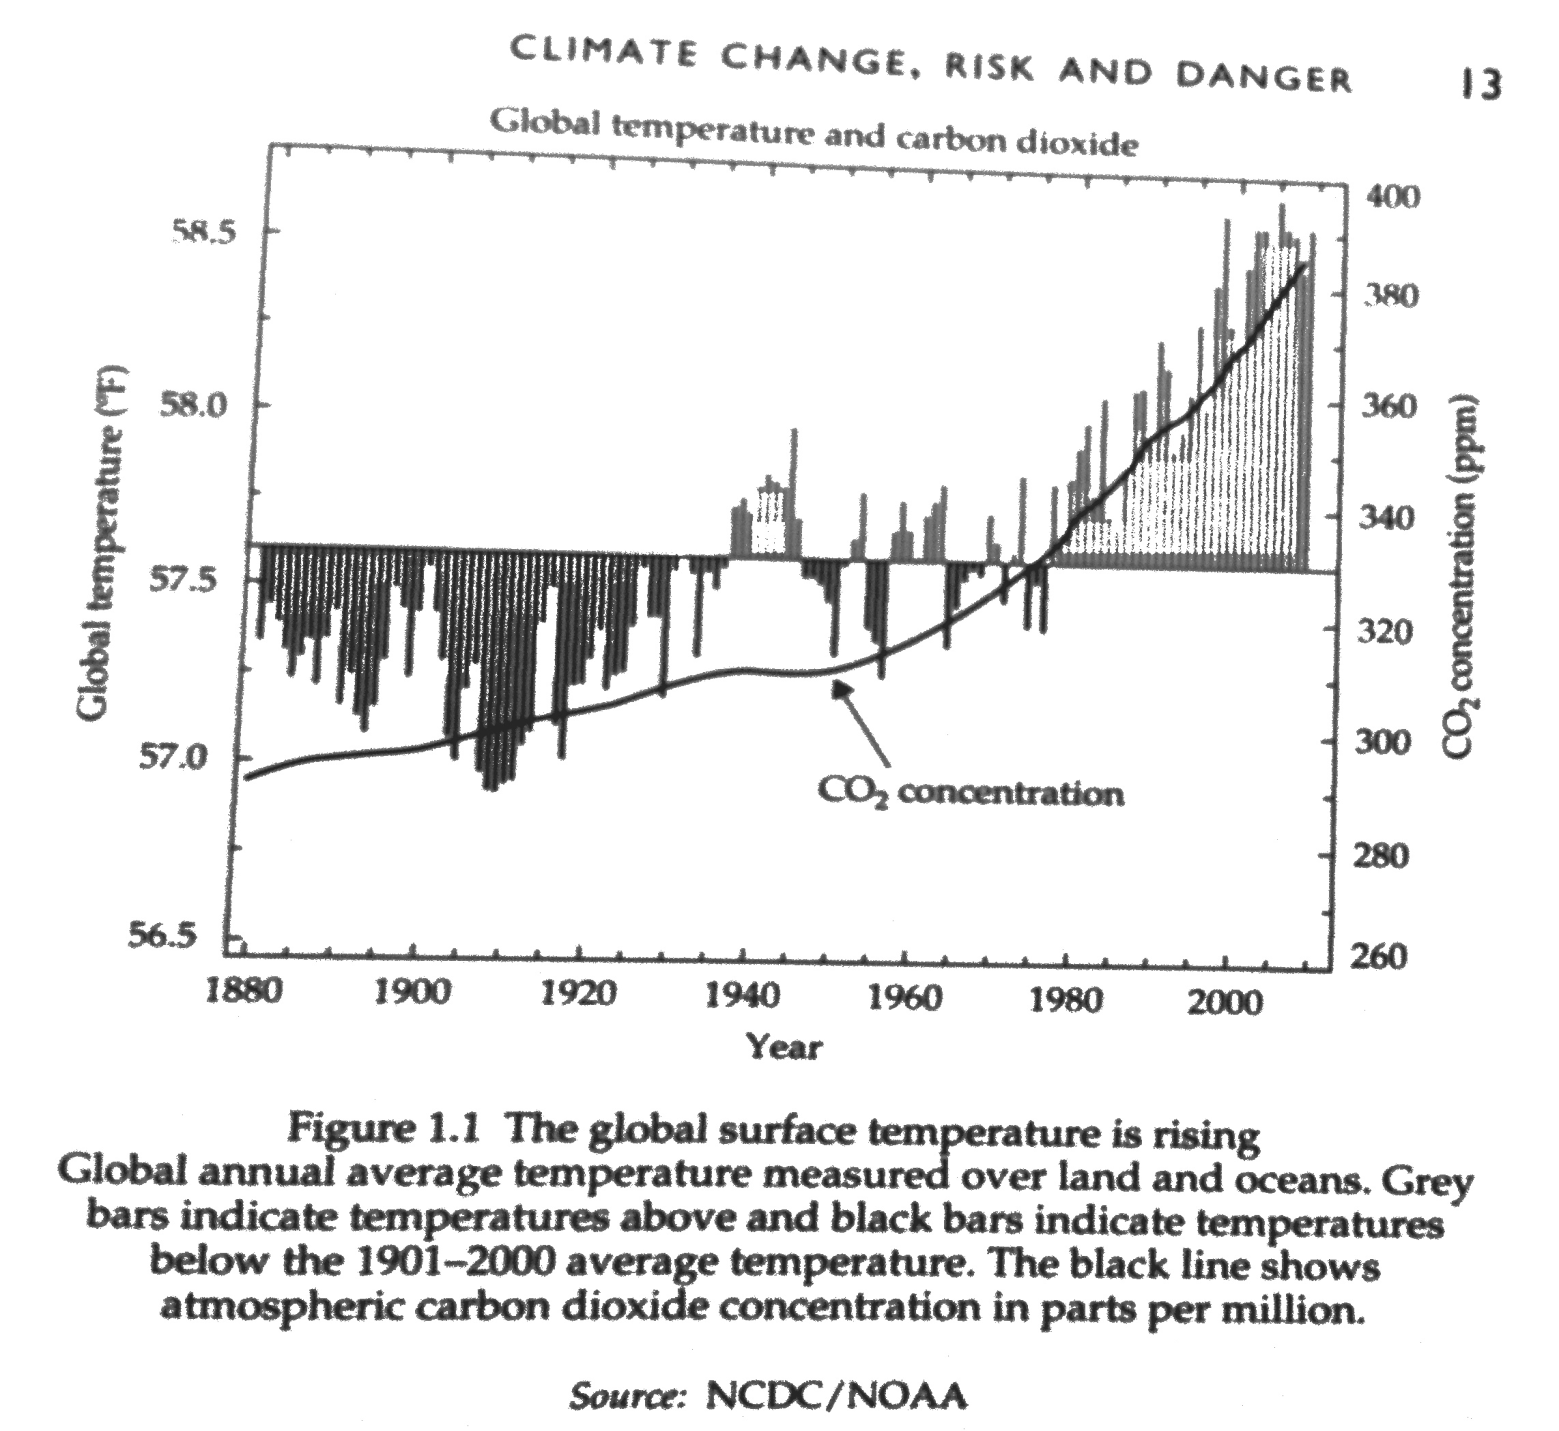 CLIMATE CHANGE, RISK AND DANGER 13
Global temperature and carbon dioxide
Global temperature (°F)
58.5
58.0
57.5
57.0
56.5
400
380
360
340
320
300
280
260
CO₂ concentration (ppm)
CO₂ concentration
1880 1900 1920 1940 1960 1980 2000
Year
Figure 1.1 The global surface temperature is rising
Global annual average temperature measured over land and oceans. Grey
bars indicate temperatures above and black bars indicate temperatures
below the 1901–2000 average temperature. The black line shows
atmospheric carbon dioxide concentration in parts per million.
Source: NCDC/NOAA